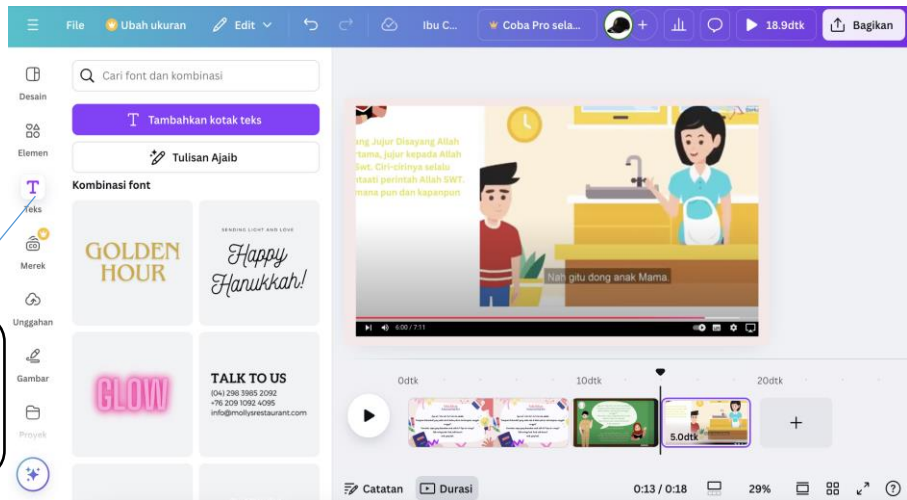 File
Ubah ukuran
Edit
Ibu C...
Coba Pro sela...
18.9dtk
Bagikan
Desain
Elemen
Teks
Merek
Unggahan
Gambar
Proyek
Cari font dan kombinasi
Tambahkan kotak teks
Tulisan Ajaib
Kombinasi font
GOLDEN
HOUR
SENDING LIGHT AND LOVE
Happy
Hanukkah!
GLOW
TALK TO US
(04) 298 3985 2092
+76 209 1092 4095
info@mollysrestaurant.com
ang Jujur Disayang Allah
rtama, jujur kepada Allah
Swt. Ciri-cirinya selalu
ntaati perintah Allah SWT.
mana pun dan kapanpun
Nah gitu dong anak Mama.
6:00 / 7:11
0dtk
10dtk
20dtk
5.0dtk
Catatan
Durasi
0:13 / 0:18
29%